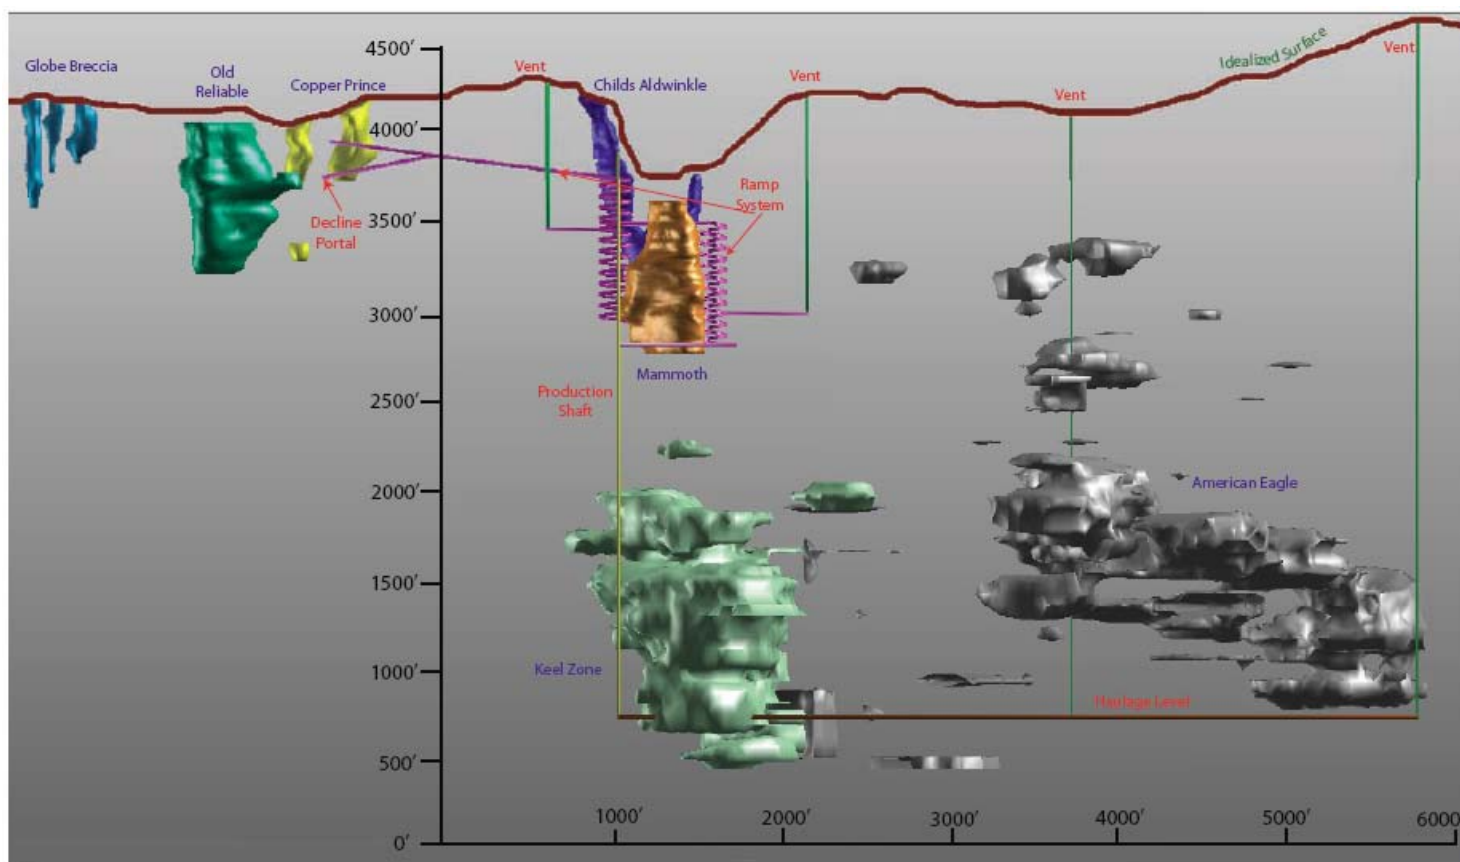 4500′
Idealized Surface
Vent
Globe Breccia
Old
Reliable
Copper Prince
Vent
Childs Aldwinkle
Vent
Vent
4000′
Ramp
System
Decline
Portal
3500′
3000′
Mammoth
Production
Shaft
2500′
2000′
American Eagle
1500′
Keel Zone
1000′
Haulage Level
500′
1000′
2000′
3000′
4000′
5000′
6000′
0′